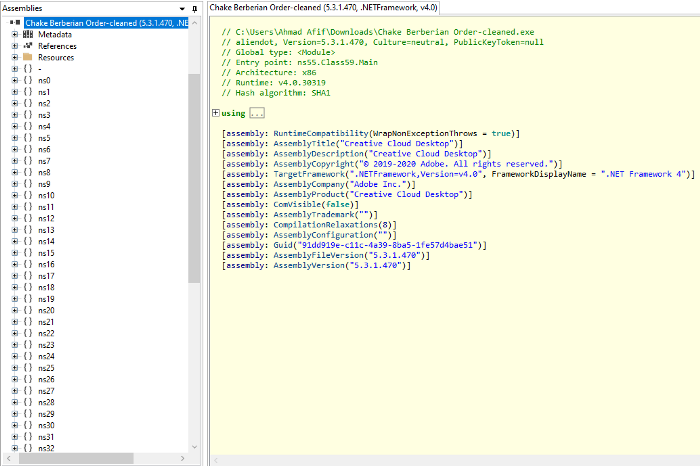 Assemblies
Chake Berberian Order-cleaned (5.3.1.470, .NE
Metadata
References
Resources
{ } -
{ } ns0
{ } ns1
{ } ns2
{ } ns3
{ } ns4
{ } ns5
{ } ns6
{ } ns7
{ } ns8
{ } ns9
{ } ns10
{ } ns11
{ } ns12
{ } ns13
{ } ns14
{ } ns15
{ } ns16
{ } ns17
{ } ns18
{ } ns19
{ } ns20
{ } ns21
{ } ns22
{ } ns23
{ } ns24
{ } ns25
{ } ns26
{ } ns27
{ } ns28
{ } ns29
{ } ns30
{ } ns31
{ } ns32
Chake Berberian Order-cleaned (5.3.1.470, .NETFramework, v4.0)
// C:\Users\Ahmad Afif\Downloads\Chake Berberian Order-cleaned.exe
// aliendot, Version=5.3.1.470, Culture=neutral, PublicKeyToken=null
// Global type: <Module>
// Entry point: ns55.Class59.Main
// Architecture: x86
// Runtime: v4.0.30319
// Hash algorithm: SHA1
using ...
[assembly: RuntimeCompatibility(WrapNonExceptionThrows = true)]
[assembly: AssemblyTitle("Creative Cloud Desktop")]
[assembly: AssemblyDescription("Creative Cloud Desktop")]
[assembly: AssemblyCopyright("© 2019-2020 Adobe. All rights reserved.")]
[assembly: TargetFramework(".NETFramework,Version=v4.0", FrameworkDisplayName = ".NET Framework 4")]
[assembly: AssemblyCompany("Adobe Inc.")]
[assembly: AssemblyProduct("Creative Cloud Desktop")]
[assembly: ComVisible(false)]
[assembly: AssemblyTrademark("")]
[assembly: CompilationRelaxations(8)]
[assembly: AssemblyConfiguration("")]
[assembly: Guid("91dd919e-c11c-4a39-8ba5-1fe57d4bae51")]
[assembly: AssemblyFileVersion("5.3.1.470")]
[assembly: AssemblyVersion("5.3.1.470")]